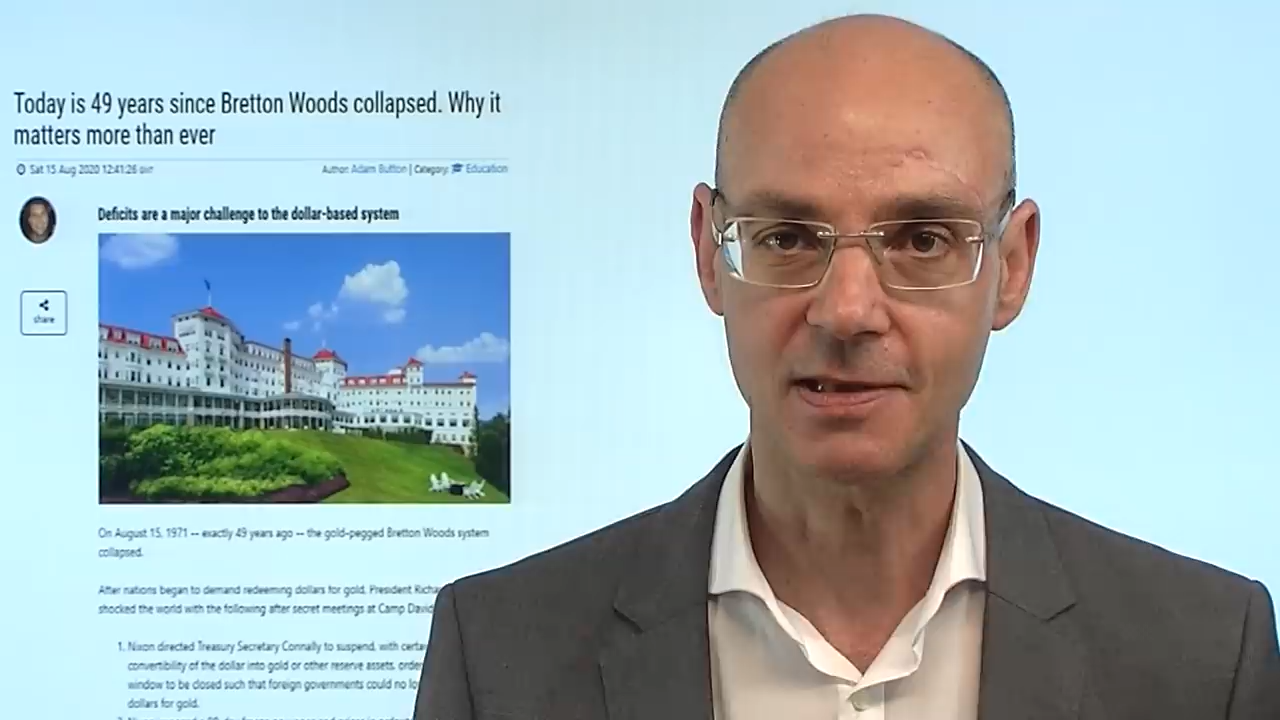 Today is 49 years since Bretton Woods collapsed. Why it
matters more than ever
Sat 15 Aug 2020 12:41:26 GMT
Author: Adam Button | Category: Education
Deficits are a major challenge to the dollar-based system
share
On August 15, 1971 -- exactly 49 years ago -- the gold-pegged Bretton Woods system
collapsed.
After nations began to demand redeeming dollars for gold, President Richa
shocked the world with the following after secret meetings at Camp David
1. Nixon directed Treasury Secretary Connally to suspend, with certa
convertibility of the dollar into gold or other reserve assets, orde
window to be closed such that foreign governments could no lo
dollars for gold.